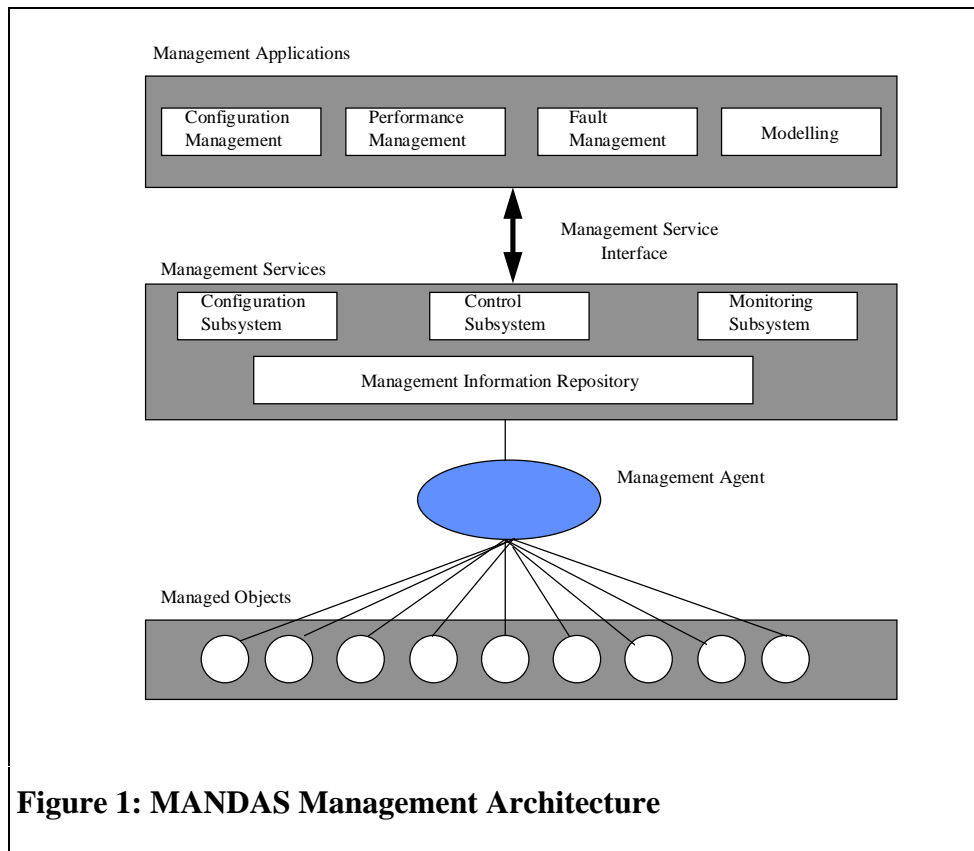 Management Applications
Configuration
Management
Performance
Management
Fault
Management
Modelling
Management Service
Interface
Management Services
Configuration
Subsystem
Control
Subsystem
Monitoring
Subsystem
Management Information Repository
Management Agent
Managed Objects
Figure 1: MANDAS Management Architecture